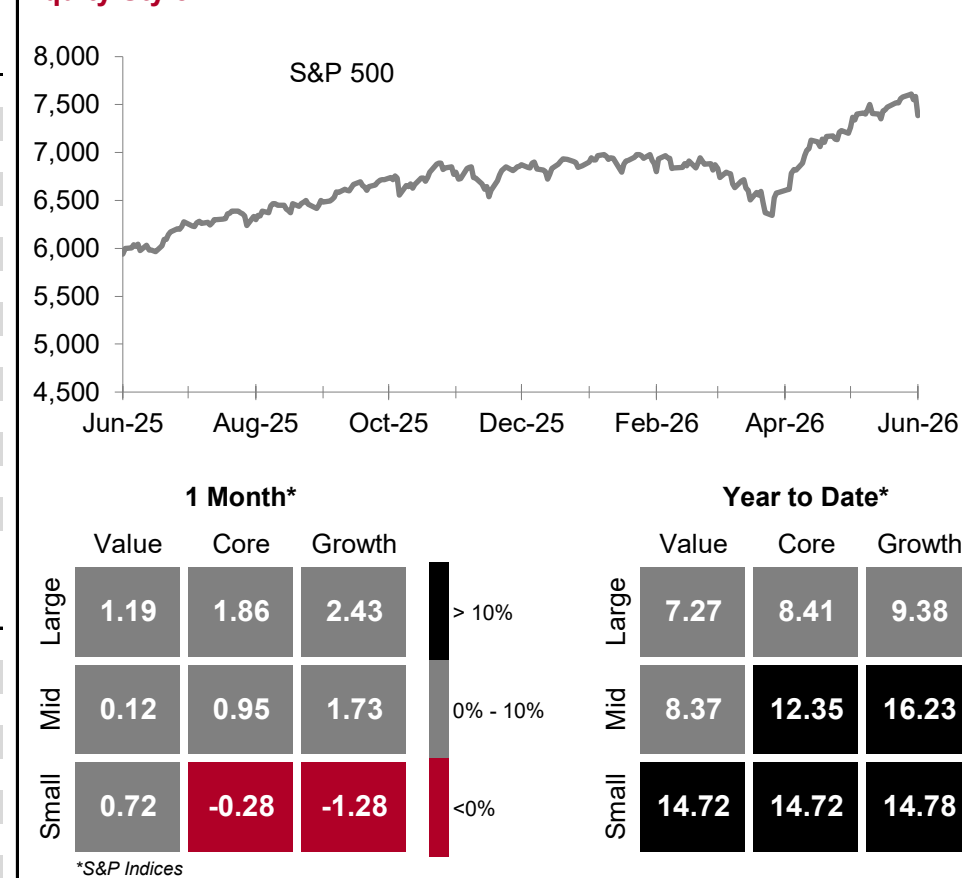 S&P 500
8,000
7,500
7,000
6,500
6,000
5,500
5,000
4,500
Jun-25 Aug-25 Oct-25 Dec-25 Feb-26 Apr-26 Jun-26
1 Month*
Value Core Growth
Large 1.19 1.86 2.43
Mid 0.12 0.95 1.73
Small 0.72 -0.28 -1.28
> 10%
0% - 10%
<0%
*S&P Indices
Year to Date*
Value Core Growth
Large 7.27 8.41 9.38
Mid 8.37 12.35 16.23
Small 14.72 14.72 14.78